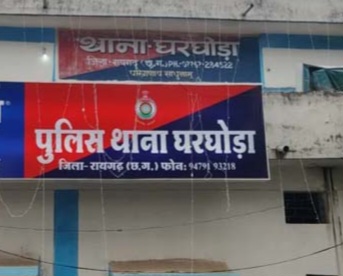 थाना-घरघोड़ा
पुलिस थाना घरघोड़ा
जिला-रायगढ़ (छ.ग.) फोन: 94791 93218